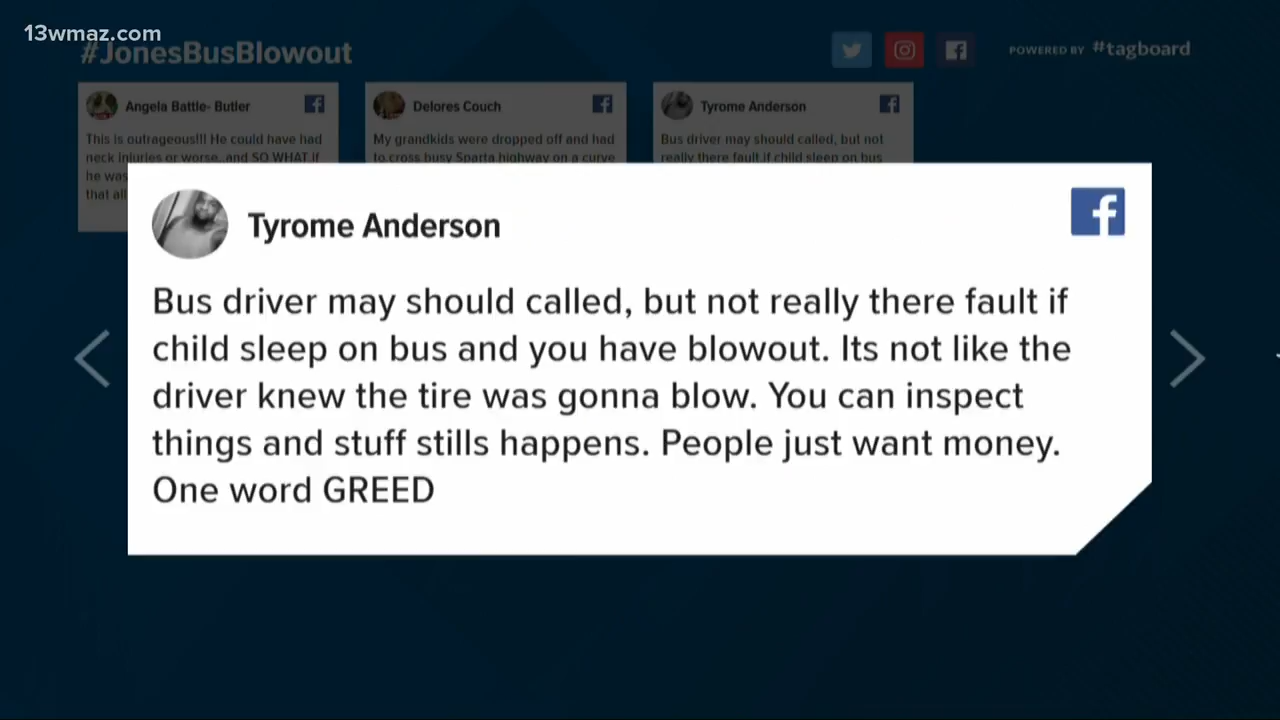 13wmaz.com
#JonesBusBlowout
POWERED BY #tagboard
Angela Battle- Butler
This is outrageous!!! He could have had
neck injuries or worse..and SO WHAT if
he was
that all
Delores Couch
My grandkids were dropped off and had
to cross busy Sparta highway on a curve
Tyrome Anderson
Bus driver may should called, but not
really there fault if child sleep on bus
Tyrome Anderson
Bus driver may should called, but not really there fault if
child sleep on bus and you have blowout. Its not like the
driver knew the tire was gonna blow. You can inspect
things and stuff stills happens. People just want money.
One word GREED